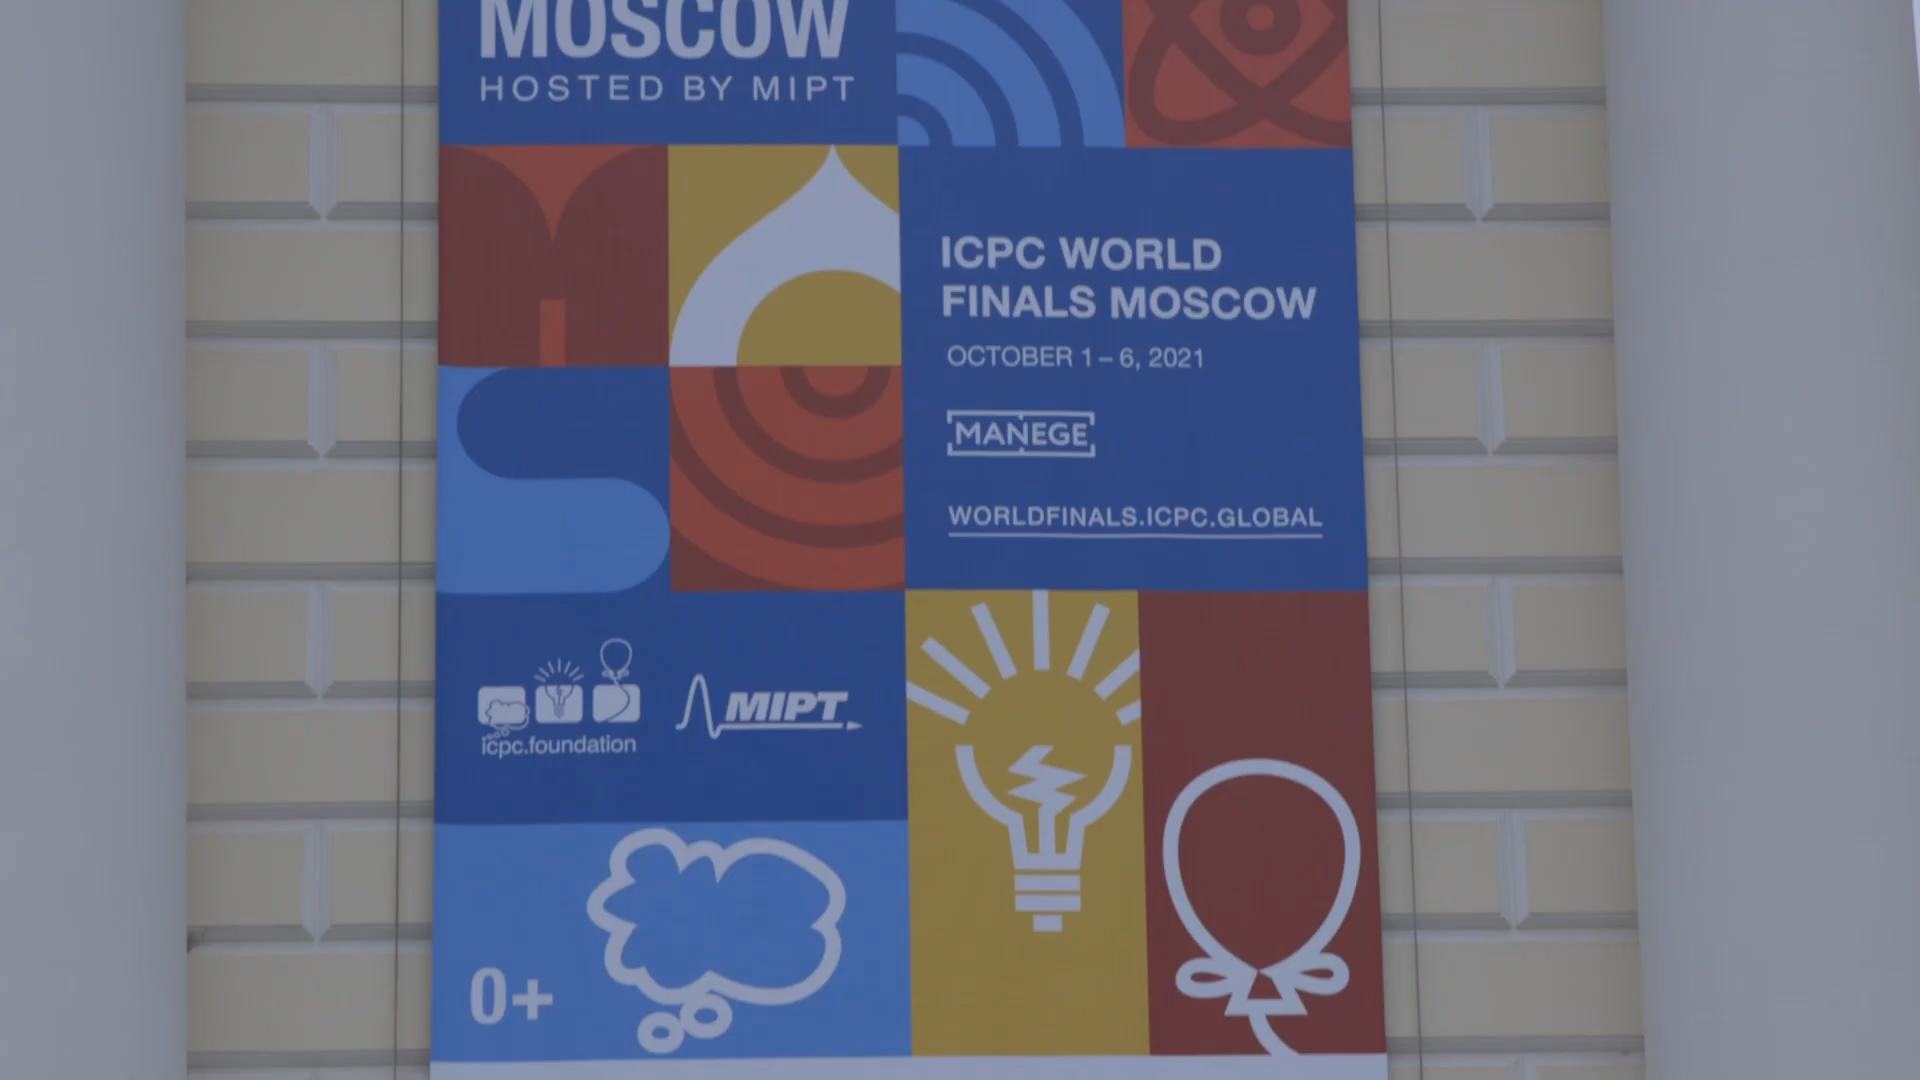 MOSCOW
HOSTED BY MIPT
ICPC WORLD
FINALS MOSCOW
OCTOBER 1 – 6, 2021
MANEGE
WORLDFINALS.ICPC.GLOBAL
icpc.foundation
MIPT
0+